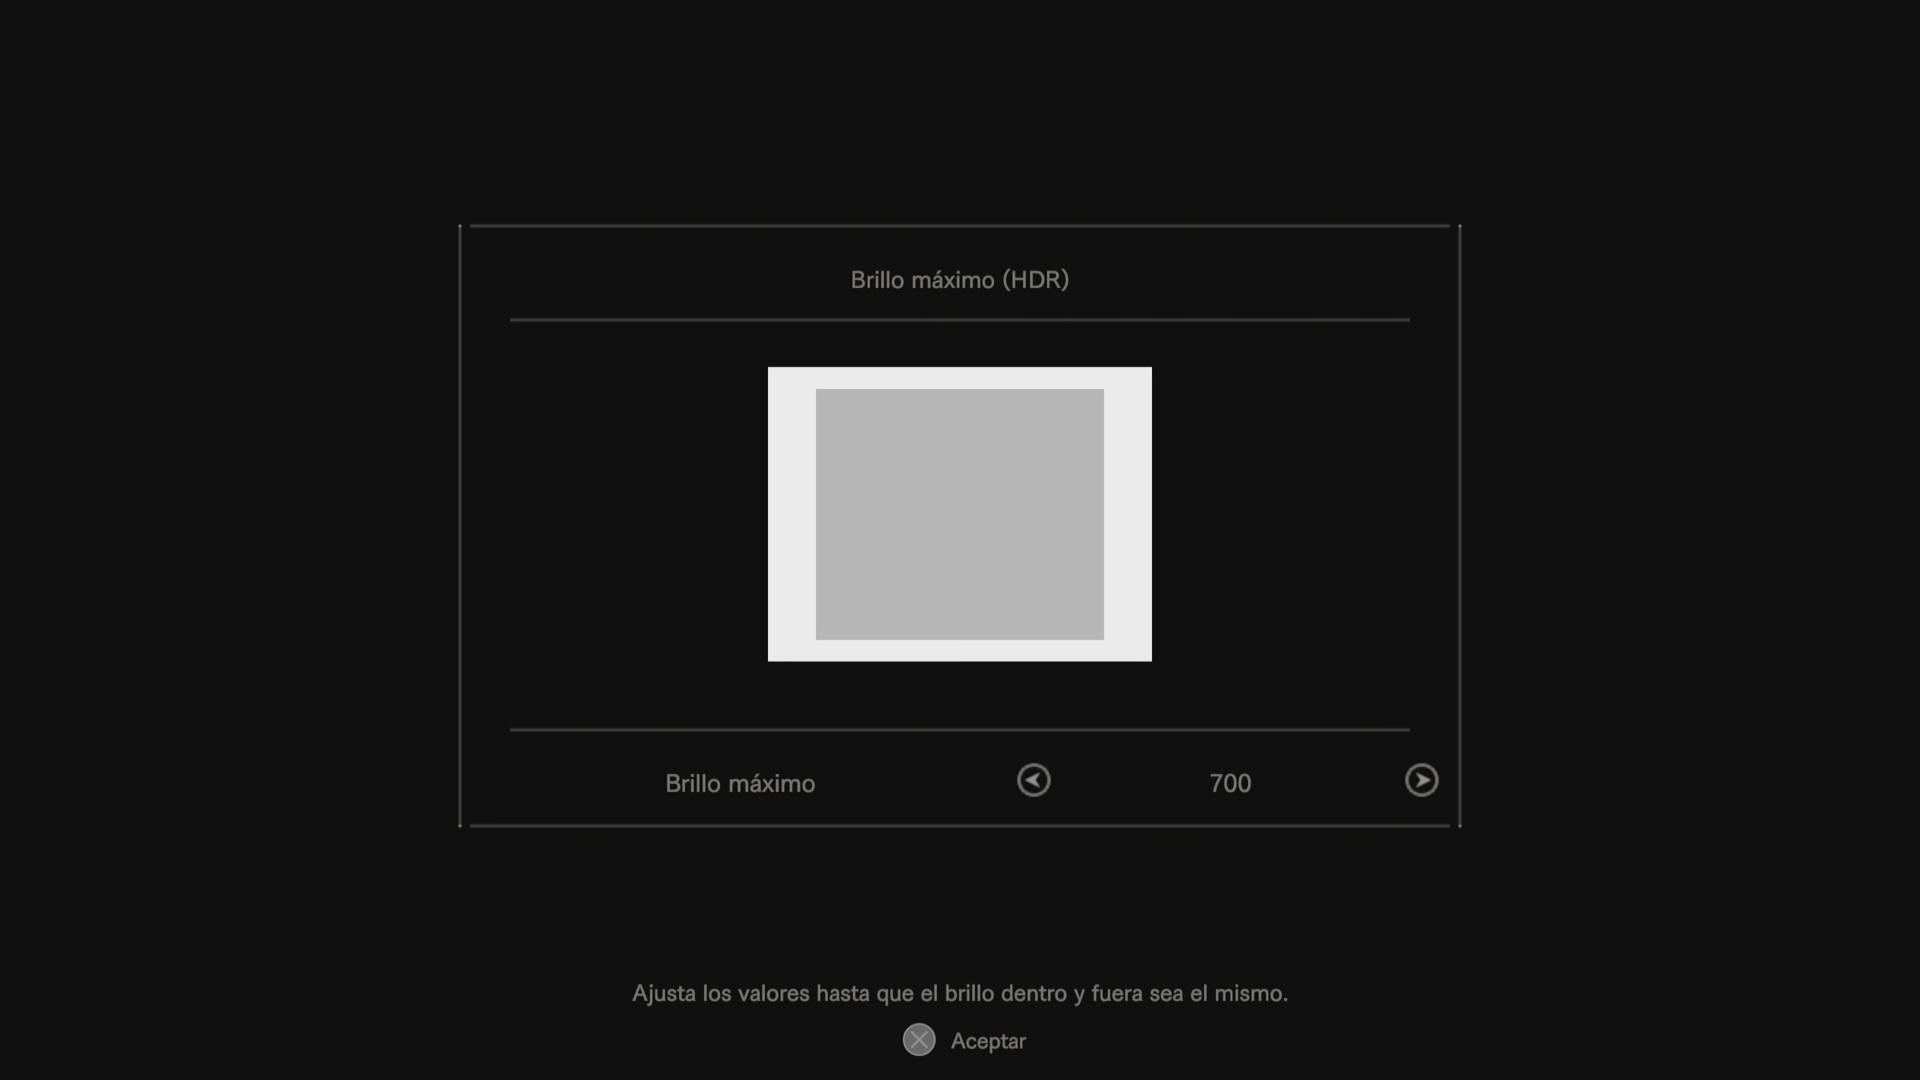 Brillo máximo (HDR)
Brillo máximo 700
Ajusta los valores hasta que el brillo dentro y fuera sea el mismo.
Aceptar